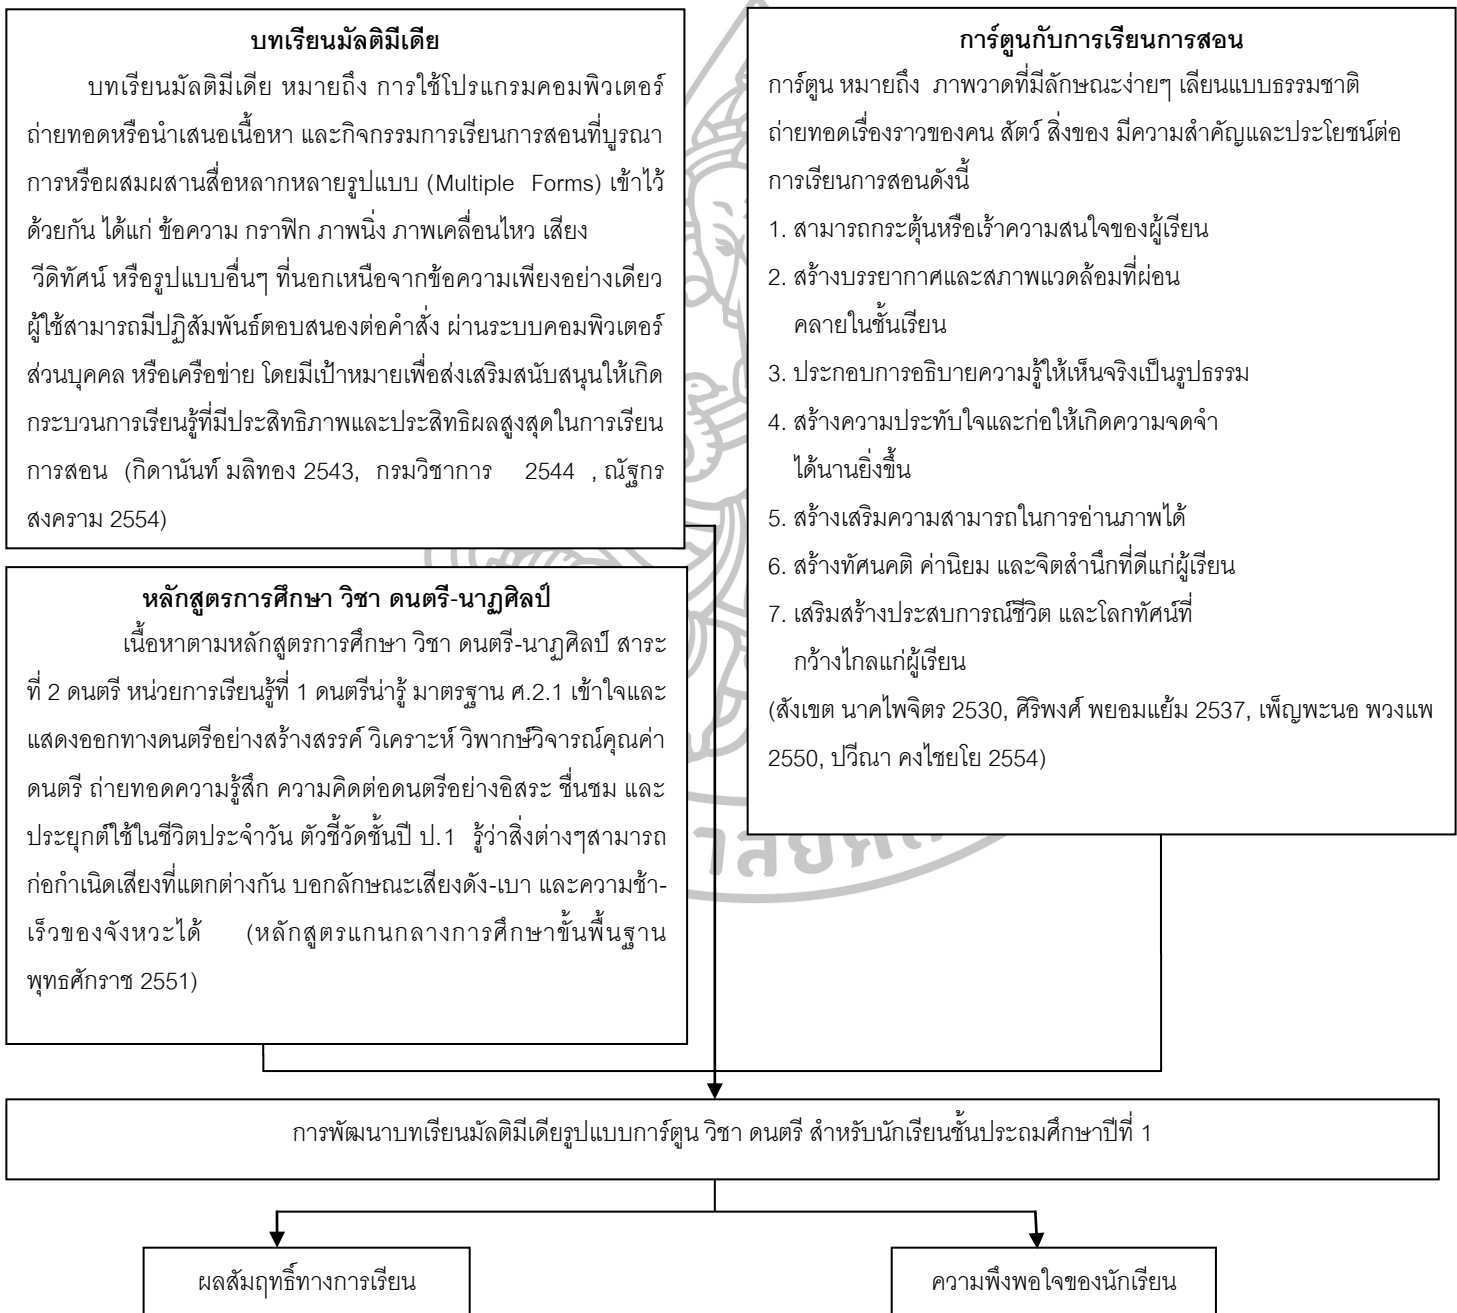 บทเรียนมัลติมีเดีย
บทเรียนมัลติมีเดีย หมายถึง การใช้โปรแกรมคอมพิวเตอร์
ถ่ายทอดหรือนำเสนอเนื้อหา และกิจกรรมการเรียนการสอนที่บูรณา
การหรือผสมผสานสื่อหลากหลายรูปแบบ (Multiple Forms) เข้าไว้
ด้วยกัน ได้แก่ ข้อความ กราฟิก ภาพนิ่ง ภาพเคลื่อนไหว เสียง
วีดิทัศน์ หรือรูปแบบอื่นๆ ที่นอกเหนือจากข้อความเพียงอย่างเดียว
ผู้ใช้สามารถมีปฏิสัมพันธ์ตอบสนองต่อคำสั่ง ผ่านระบบคอมพิวเตอร์
ส่วนบุคคล หรือเครือข่าย โดยมีเป้าหมายเพื่อส่งเสริมสนับสนุนให้เกิด
กระบวนการเรียนรู้ที่มีประสิทธิภาพและประสิทธิผลสูงสุดในการเรียน
การสอน (กิดานันท์ มลิทอง 2543, กรมวิชาการ 2544 , ณัฐกร
สงคราม 2554)
หลักสูตรการศึกษา วิชา ดนตรี-นาฏศิลป์
เนื้อหาตามหลักสูตรการศึกษา วิชา ดนตรี-นาฏศิลป์ สาระ
ที่ 2 ดนตรี หน่วยการเรียนรู้ที่ 1 ดนตรีน่ารู้ มาตรฐาน ศ.2.1 เข้าใจและ
แสดงออกทางดนตรีอย่างสร้างสรรค์ วิเคราะห์ วิพากษ์วิจารณ์คุณค่า
ดนตรี ถ่ายทอดความรู้สึก ความคิดต่อดนตรีอย่างอิสระ ชื่นชม และ
ประยุกต์ใช้ในชีวิตประจำวัน ตัวชี้วัดชั้นปี ป.1 รู้ว่าสิ่งต่างๆสามารถ
ก่อกำเนิดเสียงที่แตกต่างกัน บอกลักษณะเสียงดัง-เบา และความช้า-
เร็วของจังหวะได้ (หลักสูตรแกนกลางการศึกษาขั้นพื้นฐาน
พุทธศักราช 2551)
การ์ตูนกับการเรียนการสอน
การ์ตูน หมายถึง ภาพวาดที่มีลักษณะง่ายๆ เลียนแบบธรรมชาติ
ถ่ายทอดเรื่องราวของคน สัตว์ สิ่งของ มีความสำคัญและประโยชน์ต่อ
การเรียนการสอนดังนี้
1. สามารถกระตุ้นหรือเร้าความสนใจของผู้เรียน
2. สร้างบรรยากาศและสภาพแวดล้อมที่ผ่อน
คลายในชั้นเรียน
3. ประกอบการอธิบายความรู้ให้เห็นจริงเป็นรูปธรรม
4. สร้างความประทับใจและก่อให้เกิดความจดจำ
ได้นานยิ่งขึ้น
5. สร้างเสริมความสามารถในการอ่านภาพได้
6. สร้างทัศนคติ ค่านิยม และจิตสำนึกที่ดีแก่ผู้เรียน
7. เสริมสร้างประสบการณ์ชีวิต และโลกทัศน์ที่
กว้างไกลแก่ผู้เรียน
(สังเขต นาคไพจิตร 2530, ศิริพงศ์ พยอมแย้ม 2537, เพ็ญพะนอ พวงแพ
2550, ปวีณา คงไชยโย 2554)
การพัฒนาบทเรียนมัลติมีเดียรูปแบบการ์ตูน วิชา ดนตรี สำหรับนักเรียนชั้นประถมศึกษาปีที่ 1
ผลสัมฤทธิ์ทางการเรียน
ความพึงพอใจของนักเรียน